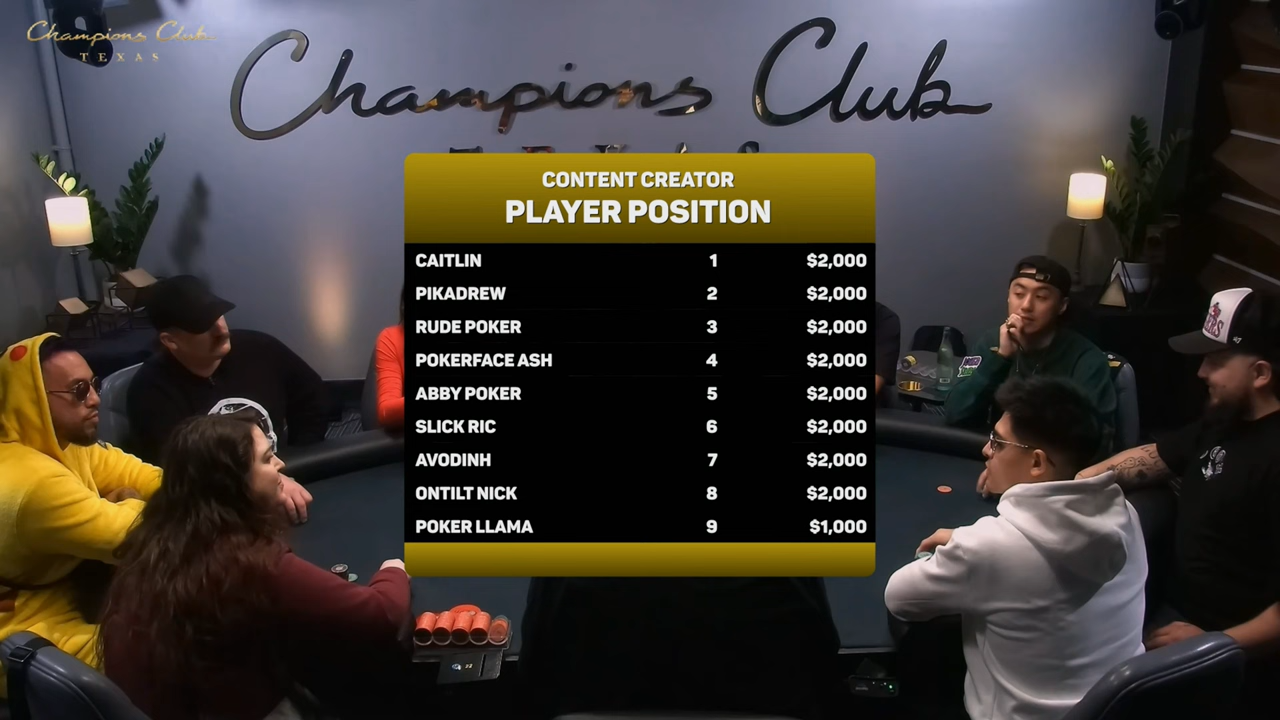 Champions Club
TEXAS
Champions Club
CONTENT CREATOR
PLAYER POSITION
CAITLIN 1 $2,000
PIKADREW 2 $2,000
RUDE POKER 3 $2,000
POKERFACE ASH 4 $2,000
ABBY POKER 5 $2,000
SLICK RIC 6 $2,000
AVODINH 7 $2,000
ONTILT NICK 8 $2,000
POKER LLAMA 9 $1,000